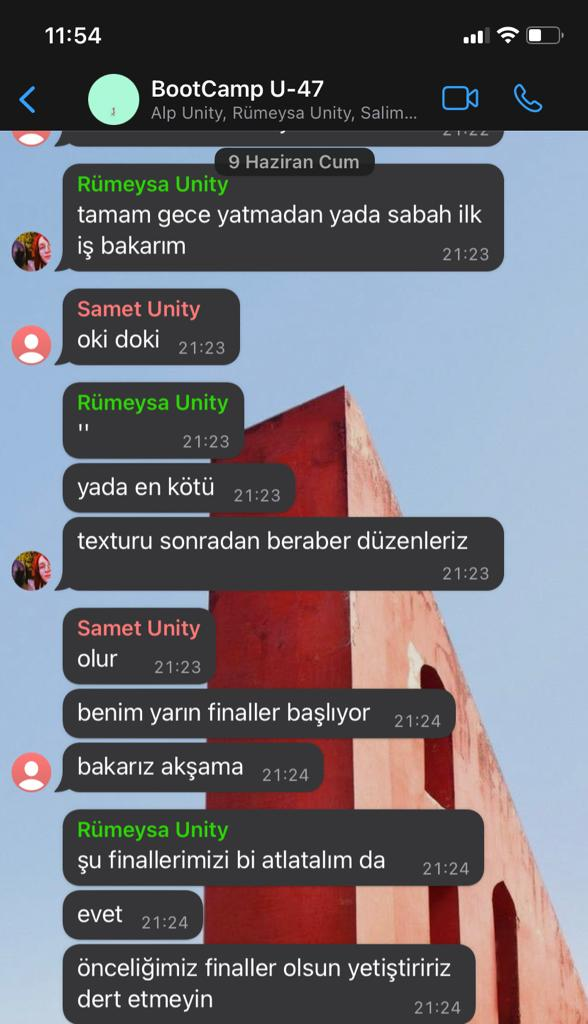 11:54
BootCamp U-47
Alp Unity, Rümeysa Unity, Salim...
21:22
9 Haziran Cum
Rümeysa Unity
tamam gece yatmadan yada sabah ilk
iş bakarım
21:23
Samet Unity
oki doki 21:23
Rümeysa Unity
''
21:23
yada en kötü 21:23
texturu sonradan beraber düzenleriz
21:23
Samet Unity
olur 21:23
benim yarın finaller başlıyor 21:24
bakarız akşama 21:24
Rümeysa Unity
şu finallerimizi bi atlatalım da 21:24
evet 21:24
önceliğimiz finaller olsun yetiştiririz
dert etmeyin 21:24